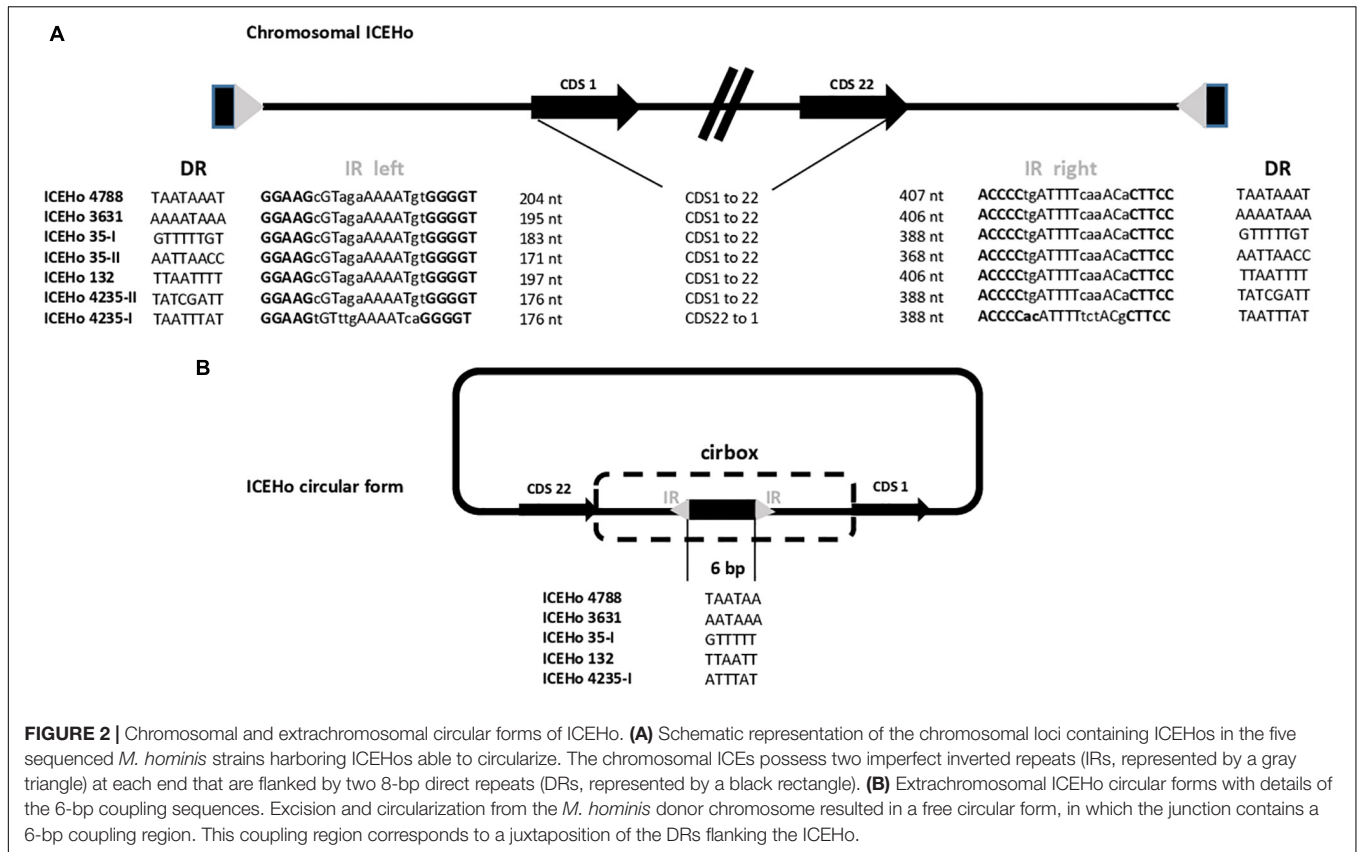 A
Chromosomal ICEHo
CDS 1
CDS 22
DR
IR left
IR right
DR
ICEHo 4788 TAATAAAT GGAAGcGTagaAAAATgtGGGGT 204 nt CDS1 to 22 407 nt ACCCCtgATTTTcaaACaCTTCC TAATAAAT
ICEHo 3631 AAAATAAA GGAAGcGTagaAAAATgtGGGGT 195 nt CDS1 to 22 406 nt ACCCCtgATTTTcaaACaCTTCC AAAATAAA
ICEHo 35-I GTTTTTGT GGAAGcGTagaAAAATgtGGGGT 183 nt CDS1 to 22 388 nt ACCCCtgATTTTcaaACaCTTCC GTTTTTGT
ICEHo 35-II AATTAACC GGAAGcGTagaAAAATgtGGGGT 171 nt CDS1 to 22 368 nt ACCCCtgATTTTcaaACaCTTCC AATTAACC
ICEHo 132 TTAATTTT GGAAGcGTagaAAAATgtGGGGT 197 nt CDS1 to 22 406 nt ACCCCtgATTTTcaaACaCTTCC TTAATTTT
ICEHo 4235-II TATCGATT GGAAGcGTagaAAAATgtGGGGT 176 nt CDS1 to 22 388 nt ACCCCtgATTTTcaaACaCTTCC TATCGATT
ICEHo 4235-I TAATTTAT GGAAGtGTttgAAAATcaGGGGT 176 nt CDS22 to 1 388 nt ACCCCacATTTTtctACgCTTCC TAATTTAT
B
cirbox
ICEHo circular form
CDS 22
IR
IR
CDS 1
6 bp
ICEHo 4788 TAATAA
ICEHo 3631 AATAAA
ICEHo 35-I GTTTTT
ICEHo 132 TTAATT
ICEHo 4235-I ATTTAT
FIGURE 2 | Chromosomal and extrachromosomal circular forms of ICEHo. (A) Schematic representation of the chromosomal loci containing ICEHos in the five
sequenced M. hominis strains harboring ICEHos able to circularize. The chromosomal ICEs possess two imperfect inverted repeats (IRs, represented by a gray
triangle) at each end that are flanked by two 8-bp direct repeats (DRs, represented by a black rectangle). (B) Extrachromosomal ICEHo circular forms with details of
the 6-bp coupling sequences. Excision and circularization from the M. hominis donor chromosome resulted in a free circular form, in which the junction contains a
6-bp coupling region. This coupling region corresponds to a juxtaposition of the DRs flanking the ICEHo.